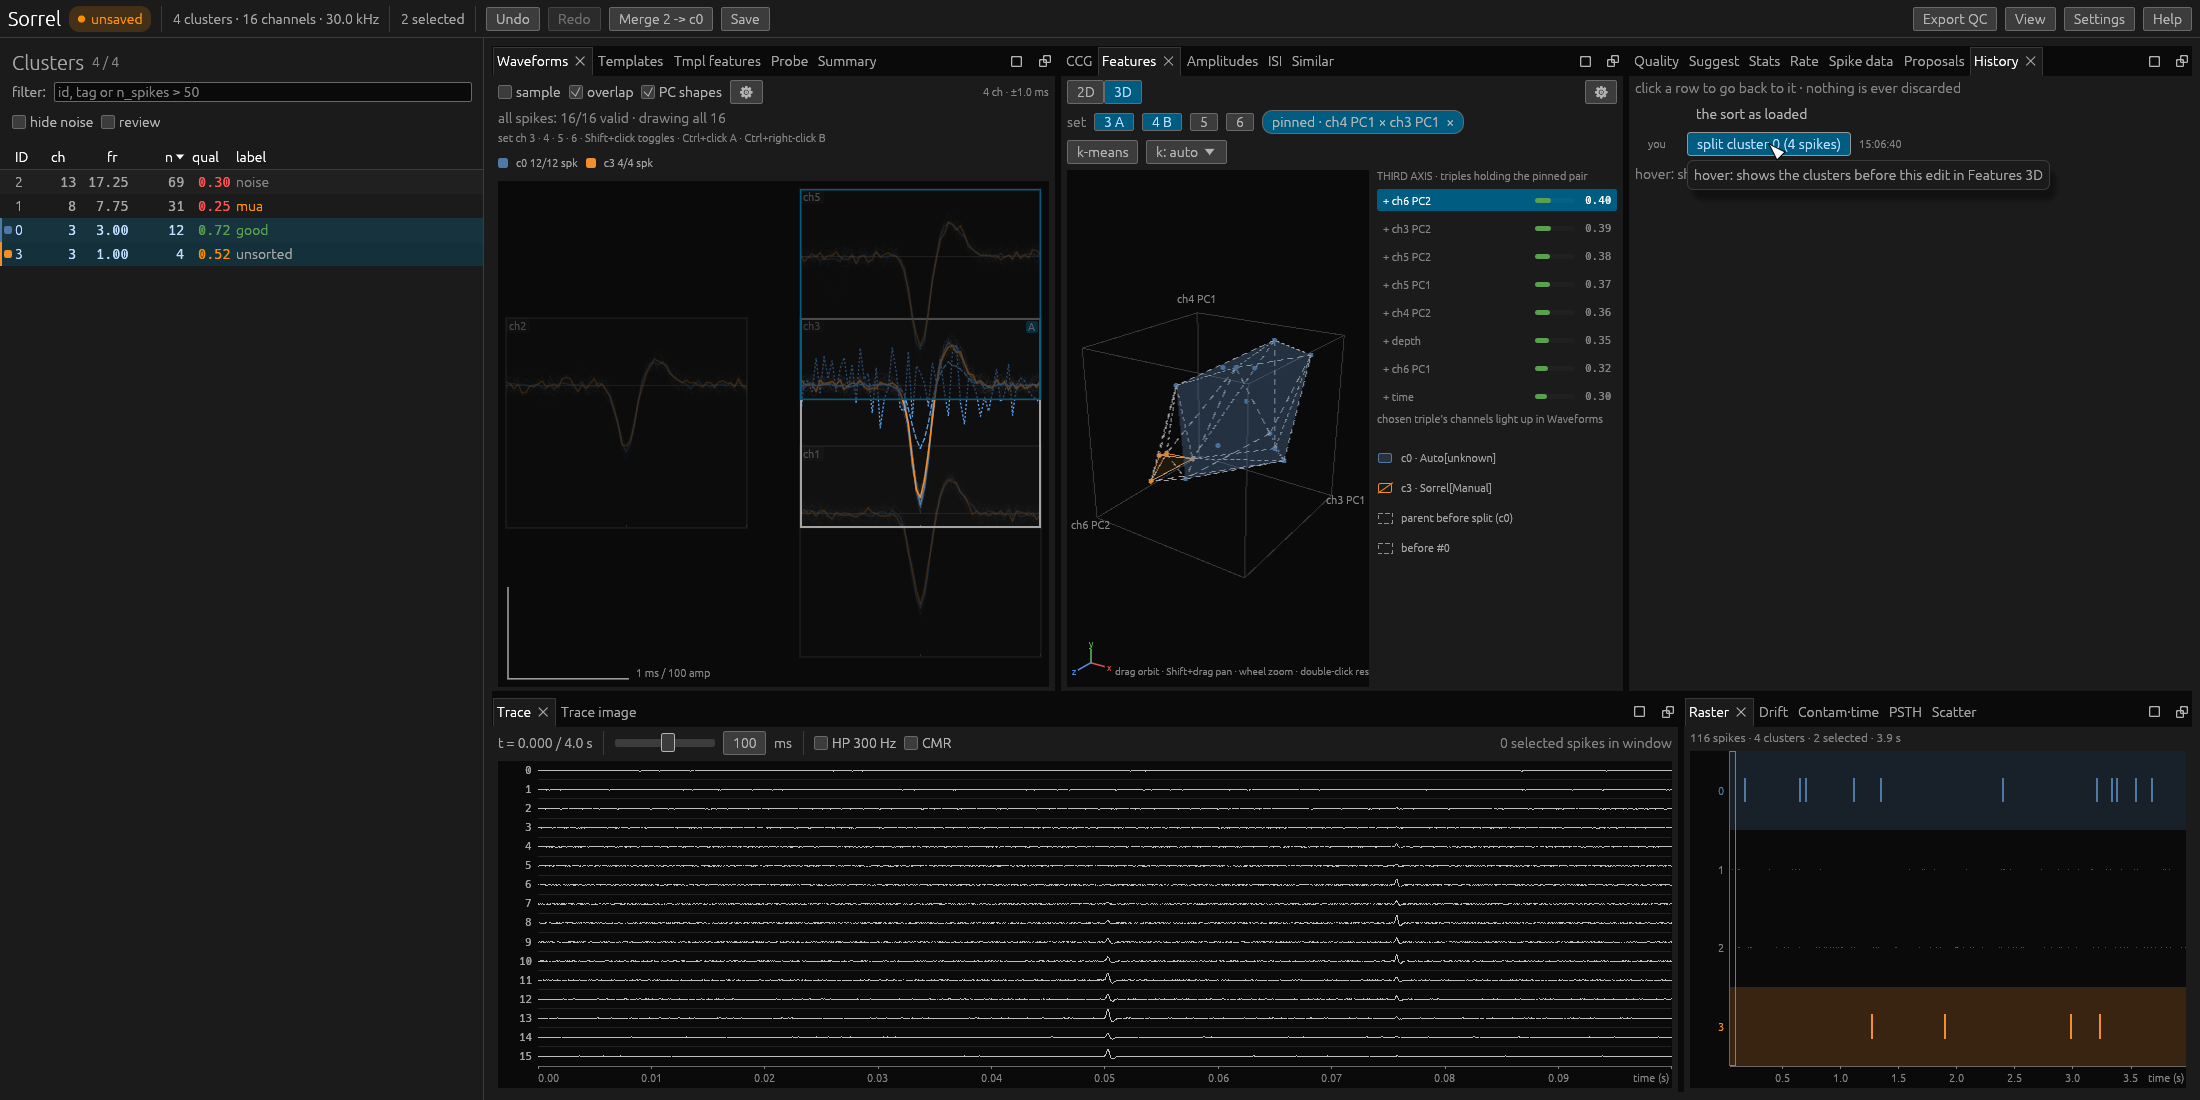 Sorrel ● unsaved 4 clusters · 16 channels · 30.0 kHz 2 selected Undo Redo Merge 2 -> c0 Save Export QC View Settings Help
Clusters 4 / 4
filter: id, tag or n_spikes > 50
hide noise review
ID ch fr n▼ qual label
2 13 17.25 69 0.30 noise
1 8 7.75 31 0.25 mua
0 3 3.00 12 0.72 good
3 3 1.00 4 0.52 unsorted
Waveforms Templates Tmpl features Probe Summary
sample overlap PC shapes 4 ch · ±1.0 ms
all spikes: 16/16 valid · drawing all 16
set ch 3 · 4 · 5 · 6 · Shift+click toggles · Ctrl+click A · Ctrl+right-click B
c0 12/12 spk c3 4/4 spk
ch5
ch2
ch3 A
ch1
1 ms / 100 amp
CCG Features Amplitudes ISI Similar
2D 3D
set 3 A 4 B 5 6 pinned · ch4 PC1 × ch3 PC1 ×
k-means k: auto
THIRD AXIS · triples holding the pinned pair
+ ch6 PC2 0.40
+ ch3 PC2 0.39
+ ch5 PC2 0.38
+ ch5 PC1 0.37
+ ch4 PC2 0.36
+ depth 0.35
+ ch6 PC1 0.32
+ time 0.30
chosen triple's channels light up in Waveforms
c0 · Auto[unknown]
c3 · Sorrel[Manual]
parent before split (c0)
before #0
ch4 PC1
ch3 PC1
ch6 PC2
y
x
z
drag orbit · Shift+drag pan · wheel zoom · double-click res
Quality Suggest Stats Rate Spike data Proposals History
click a row to go back to it · nothing is ever discarded
the sort as loaded
you split cluster 0 (4 spikes) 15:06:40
hover: sh
hover: shows the clusters before this edit in Features 3D
Trace Trace image
t = 0.000 / 4.0 s 100 ms HP 300 Hz CMR 0 selected spikes in window
0
1
2
3
4
5
6
7
8
9
10
11
12
13
14
15
0.00 0.01 0.02 0.03 0.04 0.05 0.06 0.07 0.08 0.09 time (s)
Raster Drift Contam·time PSTH Scatter
116 spikes · 4 clusters · 2 selected · 3.9 s
0
1
2
3
0.5 1.0 1.5 2.0 2.5 3.0 3.5 time (s)